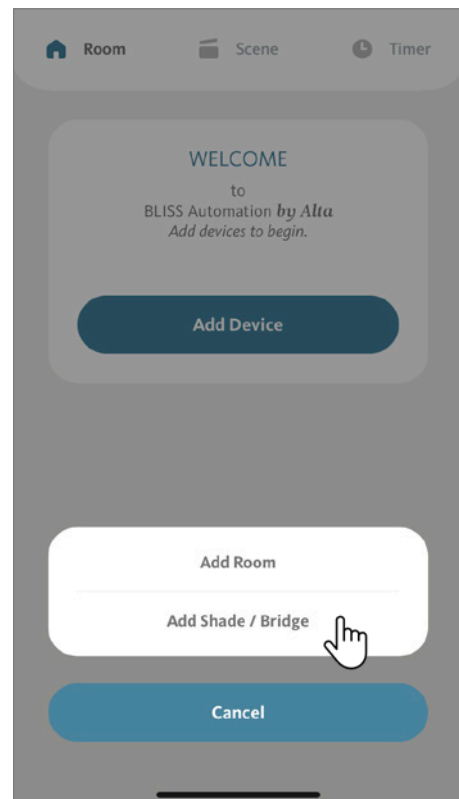 Room Scene Timer
WELCOME
to
BLISS Automation by Alta
Add devices to begin.
Add Device
Add Room
Add Shade / Bridge
Cancel